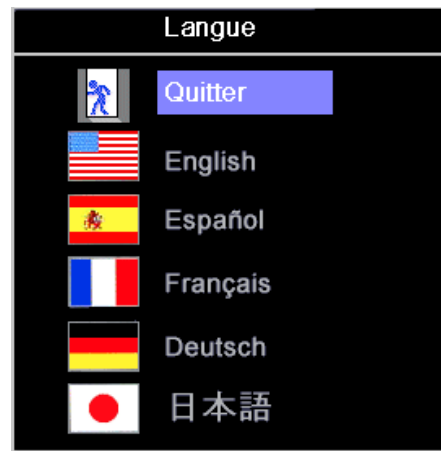 Langue
Quitter
English
Español
Français
Deutsch
日本語